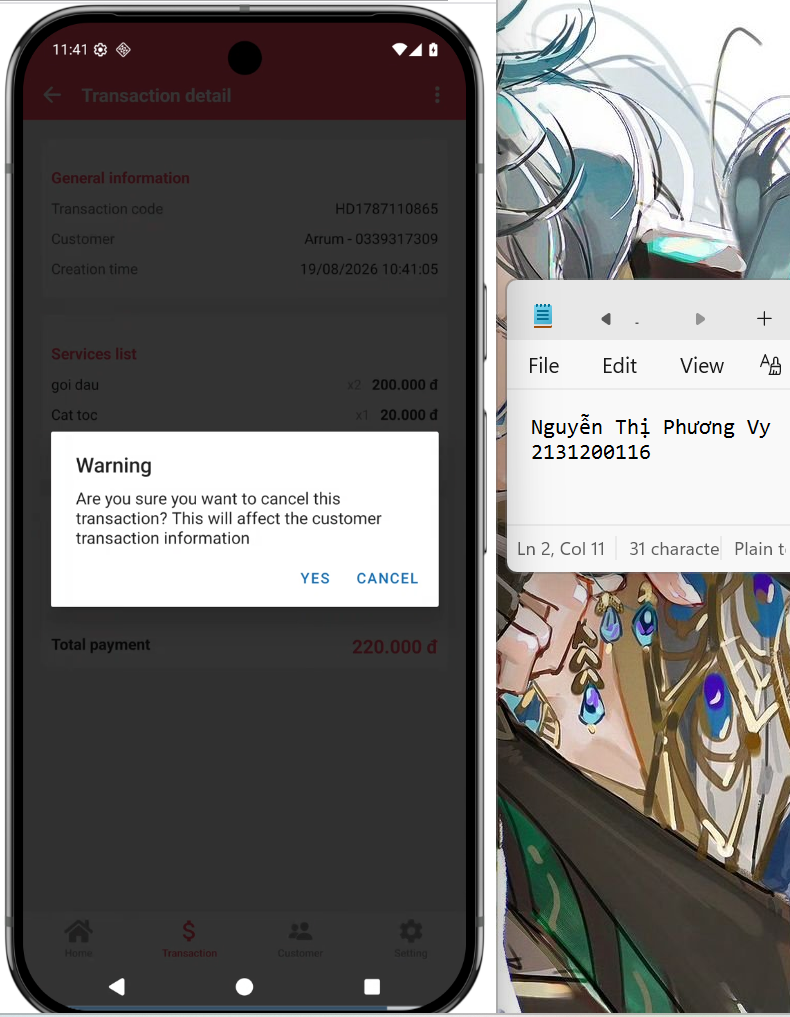 11:41
Transaction detail
General information
Transaction code HD1787110865
Customer Arrum - 0339317309
Creation time 19/08/2026 10:41:05
Services list
goi dau x2 200.000 đ
Cat toc x1 20.000 đ
Warning
Are you sure you want to cancel this
transaction? This will affect the customer
transaction information
YES CANCEL
Total payment 220.000 đ
Home Transaction Customer Setting
File Edit View
Nguyễn Thị Phương Vy
2131200116
Ln 2, Col 11 31 characte Plain t